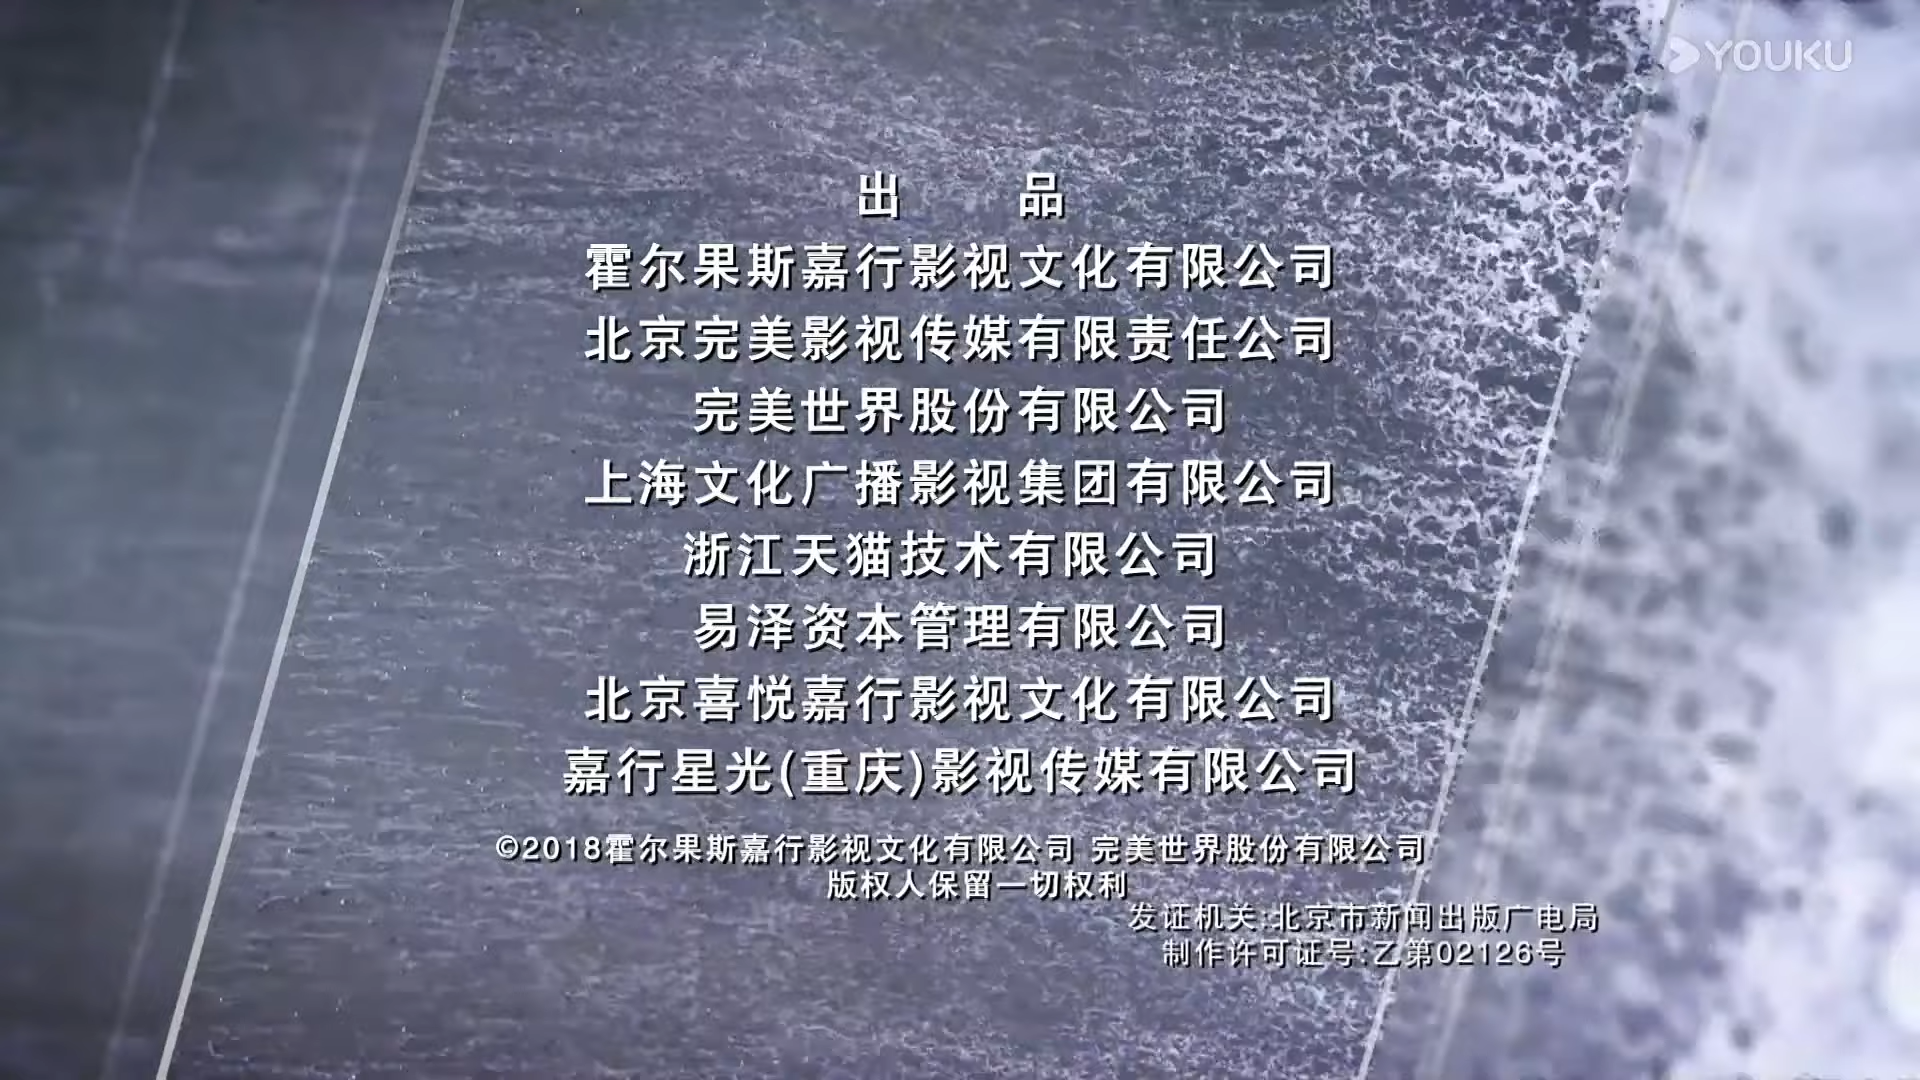 YOUKU
出 品
霍尔果斯嘉行影视文化有限公司
北京完美影视传媒有限责任公司
完美世界股份有限公司
上海文化广播影视集团有限公司
浙江天猫技术有限公司
易泽资本管理有限公司
北京喜悦嘉行影视文化有限公司
嘉行星光(重庆)影视传媒有限公司
©2018霍尔果斯嘉行影视文化有限公司 完美世界股份有限公司
版权人保留一切权利
发证机关:北京市新闻出版广电局
制作许可证号:乙第02126号